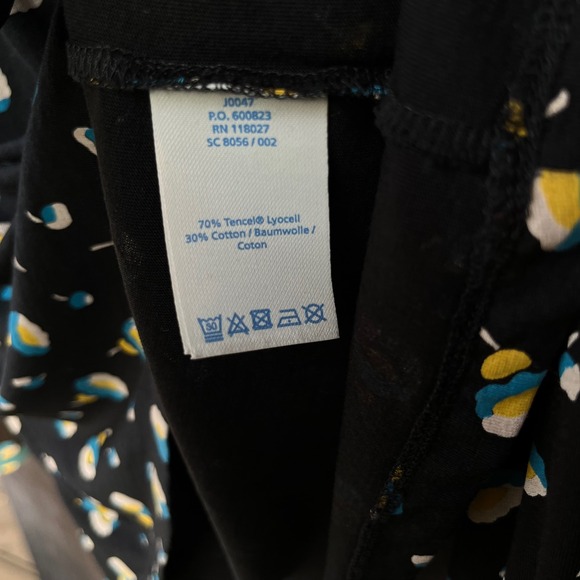 J0047
P.O. 600823
RN 118027
SC 8056 / 002
70% Tencel® Lyocell
30% Cotton / Baumwolle /
Coton